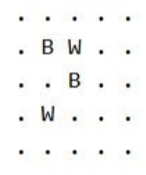 . . . . .
. B W . .
. . B . .
. W . . .
. . . . .